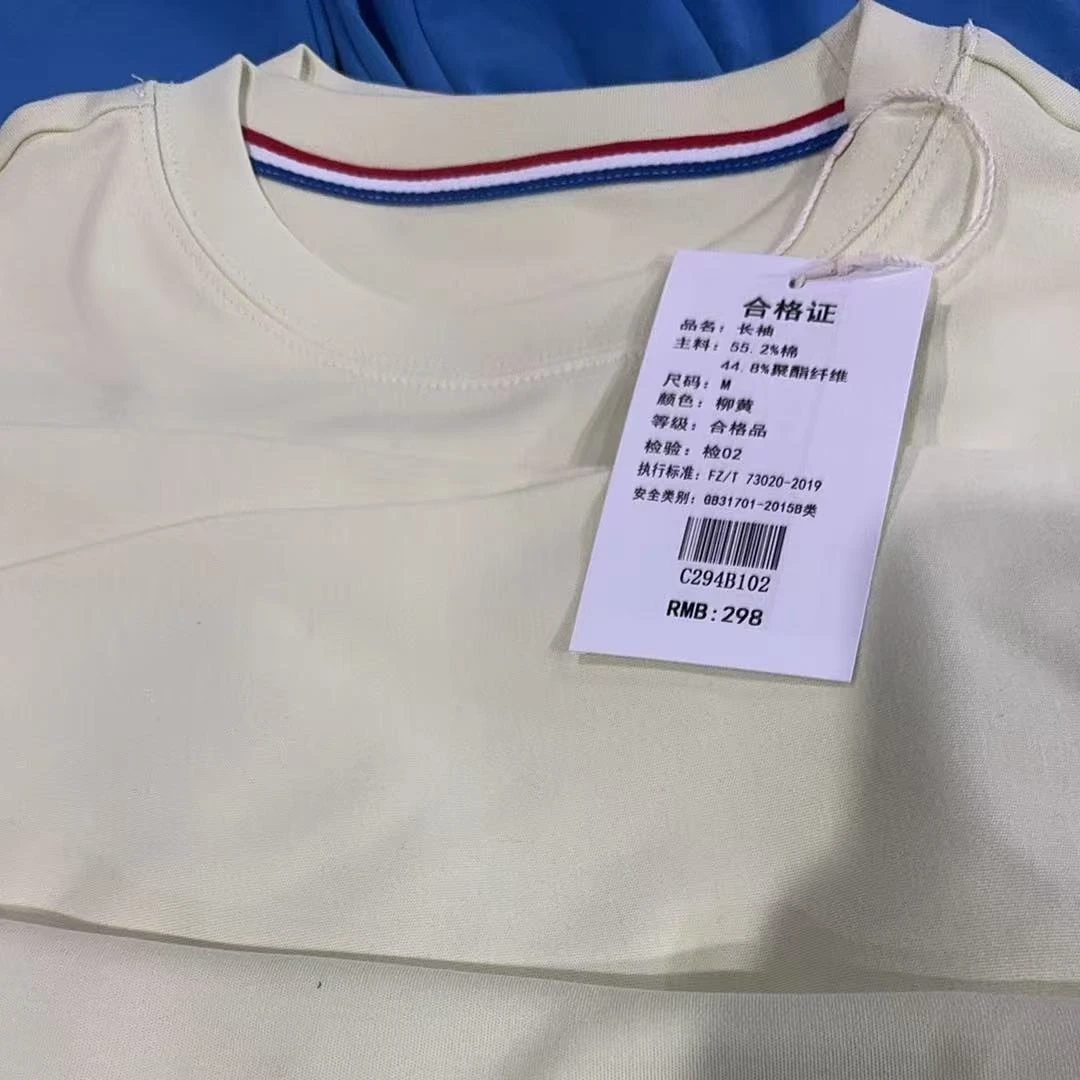 合格证
品名：长袖
主料：55.2%棉
44.8%聚酯纤维
尺码：M
颜色：柳黄
等级：合格品
检验：检02
执行标准：FZ/T 73020-2019
安全类别：GB31701-2015B类
C294B102
RMB:298